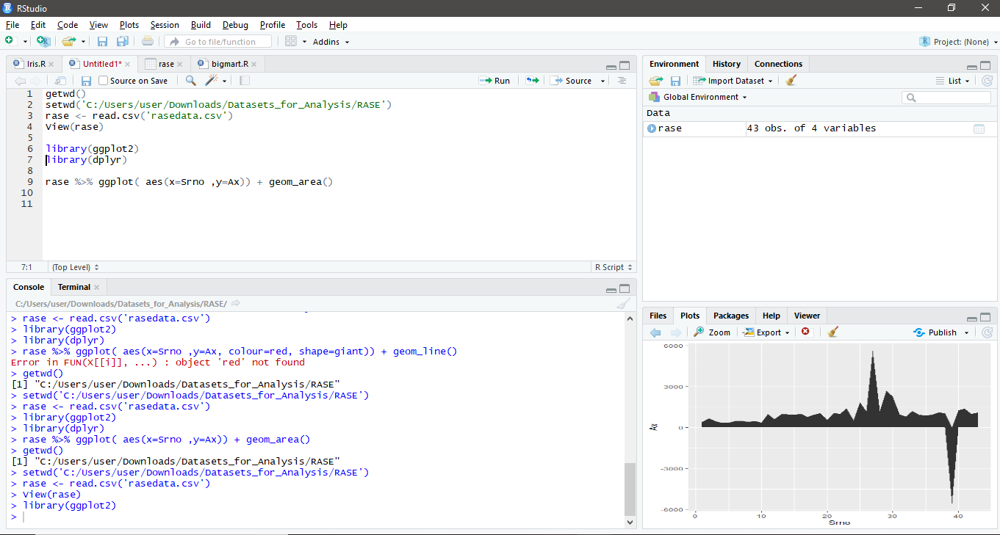 RStudio
File Edit Code View Plots Session Build Debug Profile Tools Help
Go to file/function Addins Project: (None)
Iris.R Untitled1* rase bigmart.R
Source on Save Run Source
1 getwd()
2 setwd('C:/Users/user/Downloads/Datasets_for_Analysis/RASE')
3 rase <- read.csv('rasedata.csv')
4 View(rase)
5
6 library(ggplot2)
7 library(dplyr)
8
9 rase %>% ggplot( aes(x=Srno ,y=Ax)) + geom_area()
10
11
7:1 (Top Level) R Script
Console Terminal
C:/Users/user/Downloads/Datasets_for_Analysis/RASE/
> rase <- read.csv('rasedata.csv')
> library(ggplot2)
> library(dplyr)
> rase %>% ggplot( aes(x=Srno ,y=Ax, colour=red, shape=giant)) + geom_line()
Error in FUN(X[[i]], ...) : object 'red' not found
> getwd()
[1] "C:/Users/user/Downloads/Datasets_for_Analysis/RASE"
> setwd('C:/Users/user/Downloads/Datasets_for_Analysis/RASE')
> rase <- read.csv('rasedata.csv')
> library(ggplot2)
> library(dplyr)
> rase %>% ggplot( aes(x=Srno ,y=Ax)) + geom_area()
> getwd()
[1] "C:/Users/user/Downloads/Datasets_for_Analysis/RASE"
> setwd('C:/Users/user/Downloads/Datasets_for_Analysis/RASE')
> rase <- read.csv('rasedata.csv')
> View(rase)
> library(ggplot2)
>
Environment History Connections
Import Dataset List
Global Environment
Data
rase 43 obs. of 4 variables
Files Plots Packages Help Viewer
Zoom Export Publish
6000
3000
0
-3000
-6000
Ax
0 10 20 30 40
Srno